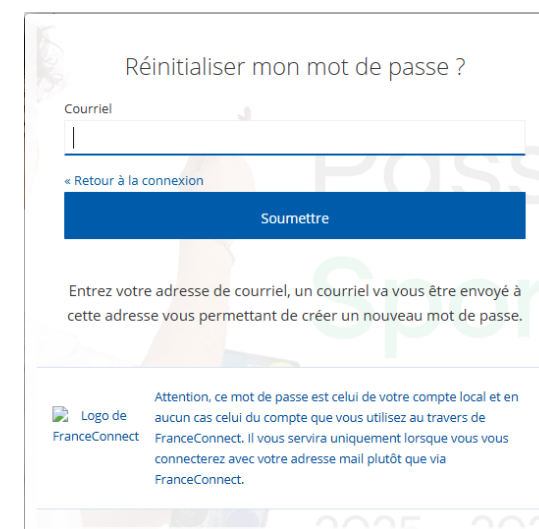 Réinitialiser mon mot de passe ?
Courriel
« Retour à la connexion
Soumettre
Pass
Spor
Entrez votre adresse de courriel, un courriel va vous être envoyé à
cette adresse vous permettant de créer un nouveau mot de passe.
Logo de
FranceConnect
Attention, ce mot de passe est celui de votre compte local et en
aucun cas celui du compte que vous utilisez au travers de
FranceConnect. Il vous servira uniquement lorsque vous vous
connecterez avec votre adresse mail plutôt que via
FranceConnect.